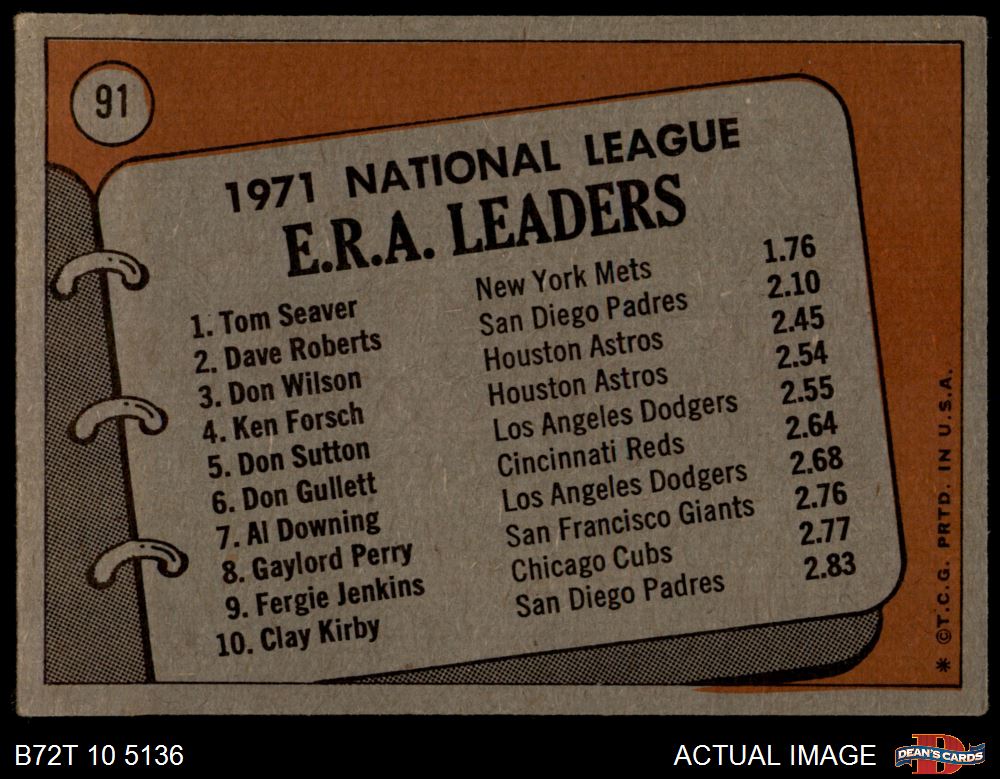 91
1971 NATIONAL LEAGUE
E.R.A. LEADERS
1. Tom Seaver New York Mets 1.76
2. Dave Roberts San Diego Padres 2.10
3. Don Wilson Houston Astros 2.45
4. Ken Forsch Houston Astros 2.54
5. Don Sutton Los Angeles Dodgers 2.55
6. Don Gullett Cincinnati Reds 2.64
7. Al Downing Los Angeles Dodgers 2.68
8. Gaylord Perry San Francisco Giants 2.76
9. Fergie Jenkins Chicago Cubs 2.77
10. Clay Kirby San Diego Padres 2.83
* ©T.C.G. PRTD. IN U.S.A.
B72T 10 5136
ACTUAL IMAGE
D
DEAN'S CARDS